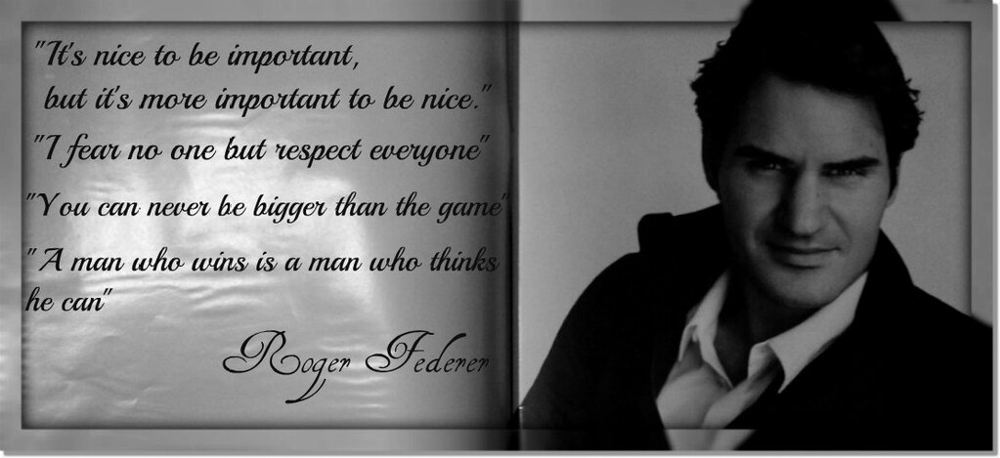 "It's nice to be important,
but it's more important to be nice."
"I fear no one but respect everyone"
"You can never be bigger than the game"
"A man who wins is a man who thinks
he can"
Roger Federer